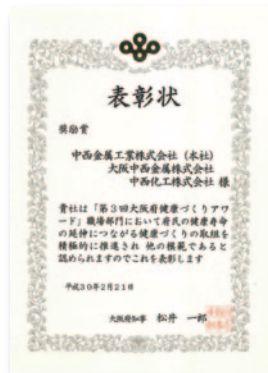 表彰状
奨励賞
中西金属工業株式会社（本社）
大阪中西金属株式会社
中西化工株式会社 様
貴社は「第3回大阪府健康づくりアワ
ード」職場部門において府民の健康寿命
の延伸につながる健康づくりの取組を
積極的に推進され 他の模範であると
認められますのでこれを表彰します
平成30年2月21日
大阪府知事 松井 一郎